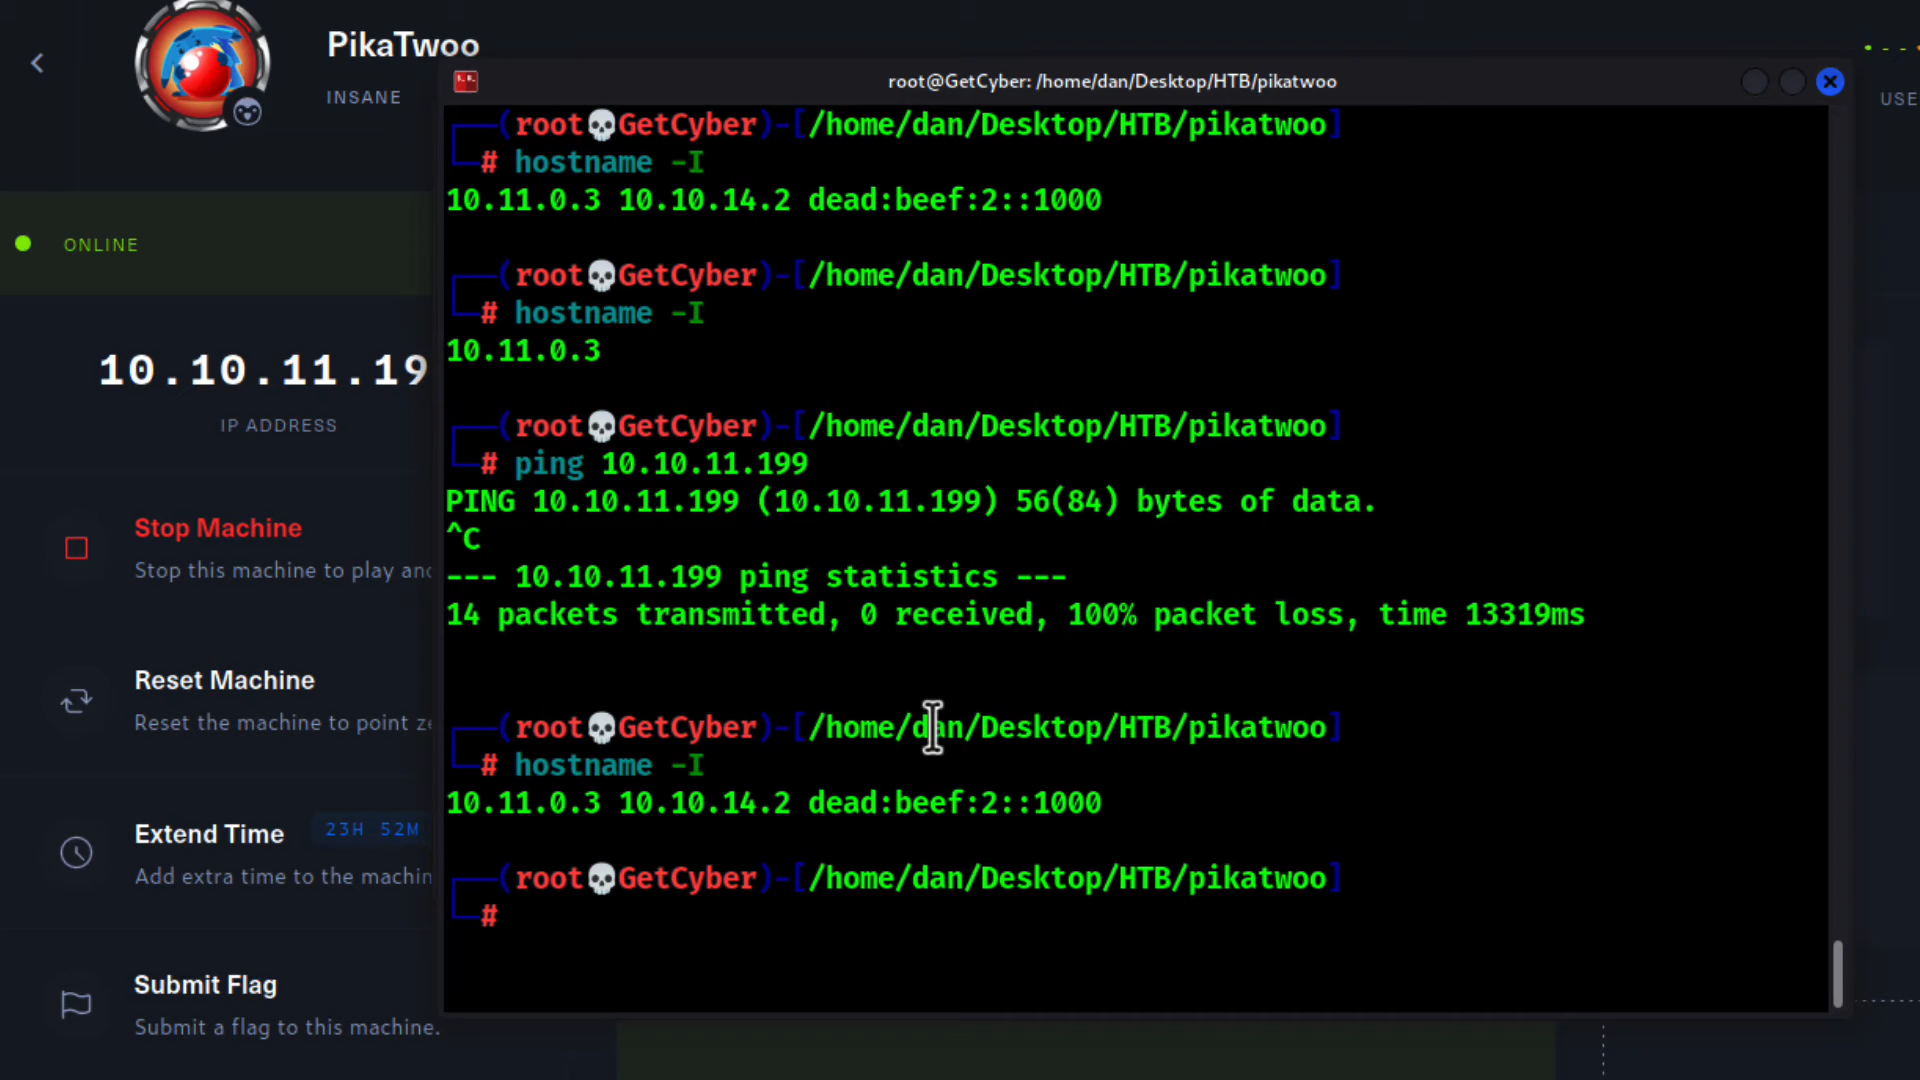 PikaTwoo
INSANE
ONLINE
10.10.11.19
IP ADDRESS
Stop Machine
Stop this machine to play
Reset Machine
Reset the machine to point
Extend Time 23H 52M
Add extra time to the machin
Submit Flag
Submit a flag to this machine.
USE
root@GetCyber: /home/dan/Desktop/HTB/pikatwoo
┌──(root💀GetCyber)-[/home/dan/Desktop/HTB/pikatwoo]
└─# hostname -I
10.11.0.3 10.10.14.2 dead:beef:2::1000
┌──(root💀GetCyber)-[/home/dan/Desktop/HTB/pikatwoo]
└─# hostname -I
10.11.0.3
┌──(root💀GetCyber)-[/home/dan/Desktop/HTB/pikatwoo]
└─# ping 10.10.11.199
PING 10.10.11.199 (10.10.11.199) 56(84) bytes of data.
^C
--- 10.10.11.199 ping statistics ---
14 packets transmitted, 0 received, 100% packet loss, time 13319ms
┌──(root💀GetCyber)-[/home/dan/Desktop/HTB/pikatwoo]
└─# hostname -I
10.11.0.3 10.10.14.2 dead:beef:2::1000
┌──(root💀GetCyber)-[/home/dan/Desktop/HTB/pikatwoo]
└─#